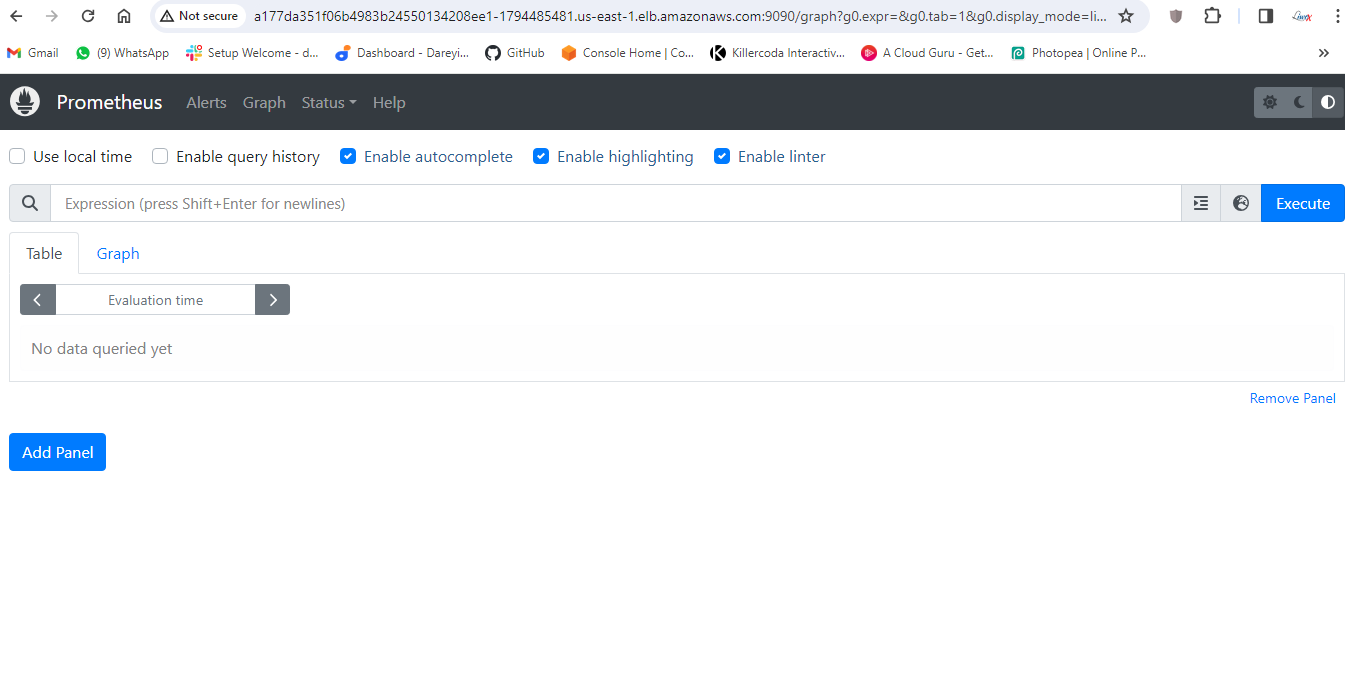 Not secure a177da351f06b4983b24550134208ee1-1794485481.us-east-1.elb.amazonaws.com:9090/graph?g0.expr=&g0.tab=1&g0.display_mode=li...
Gmail (9) WhatsApp Setup Welcome - d... Dashboard - Dareyi... GitHub Console Home | Co... Killercoda Interactiv... A Cloud Guru - Get... Photopea | Online P... »
Prometheus Alerts Graph Status Help
Use local time Enable query history Enable autocomplete Enable highlighting Enable linter
Expression (press Shift+Enter for newlines) Execute
Table Graph
Evaluation time
No data queried yet
Remove Panel
Add Panel